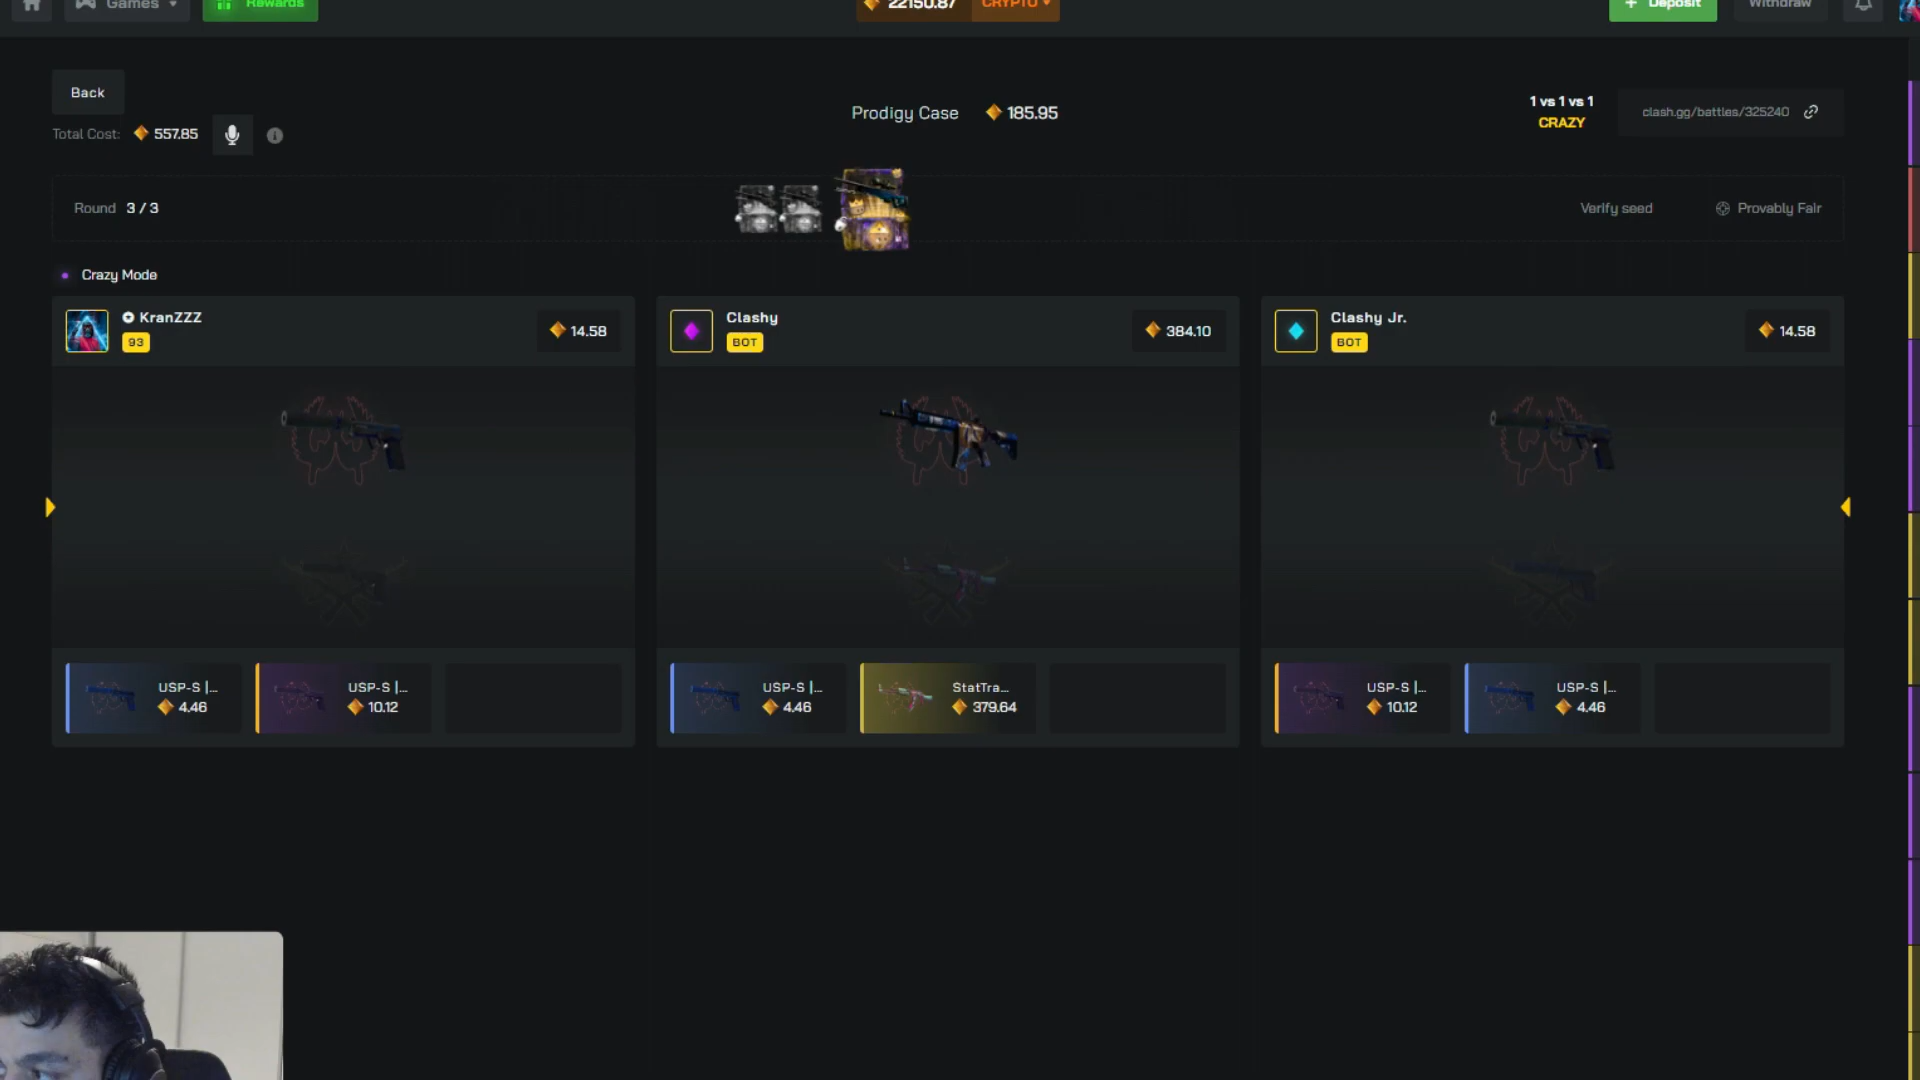 Games
Rewards
22150.87
CRYPTO
Deposit
Withdraw
Back
Total Cost: 557.85
Prodigy Case 185.95
1 vs 1 vs 1
CRAZY
clash.gg/battles/325240
Round 3 / 3
Verify seed
Provably Fair
Crazy Mode
KranZZZ
93
14.58
Clashy
BOT
384.10
Clashy Jr.
BOT
14.58
USP-S |...
4.46
USP-S |...
10.12
USP-S |...
4.46
StatTra...
379.64
USP-S |...
10.12
USP-S |...
4.46